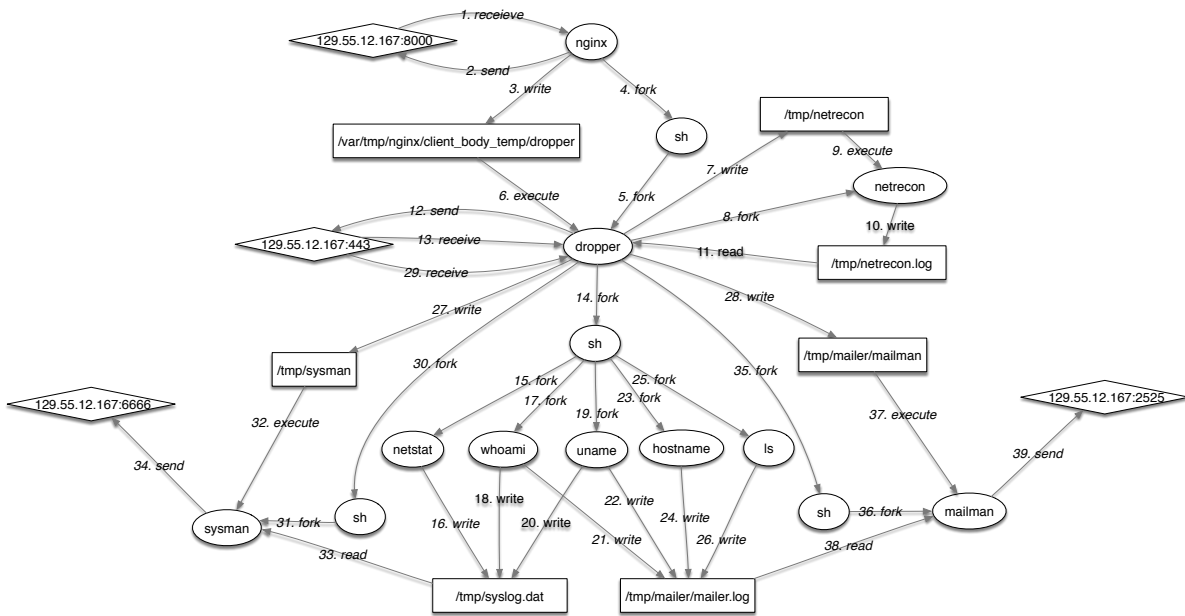 1. receieve
129.55.12.167:8000
nginx
2. send
3. write
4. fork
/tmp/netrecon
/var/tmp/nginx/client_body_temp/dropper
sh
9. execute
7. write
netrecon
6. execute
5. fork
8. fork
10. write
12. send
129.55.12.167:443
13. receive
dropper
11. read
/tmp/netrecon.log
29. receive
27. write
14. fork
28. write
30. fork
sh
/tmp/mailer/mailman
/tmp/sysman
35. fork
15. fork
25. fork
17. fork
23. fork
129.55.12.167:6666
129.55.12.167:2525
19. fork
37. execute
32. execute
netstat
whoami
uname
hostname
ls
34. send
39. send
18. write
22. write
sysman
31. fork
sh
16. write
20. write
24. write
sh
36. fork
mailman
21. write
26. write
33. read
38. read
/tmp/syslog.dat
/tmp/mailer/mailer.log